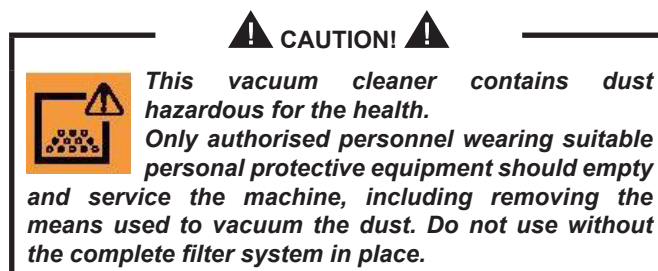 CAUTION!
This vacuum cleaner contains dust
hazardous for the health.
Only authorised personnel wearing suitable
personal protective equipment should empty
and service the machine, including removing the
means used to vacuum the dust. Do not use without
the complete filter system in place.